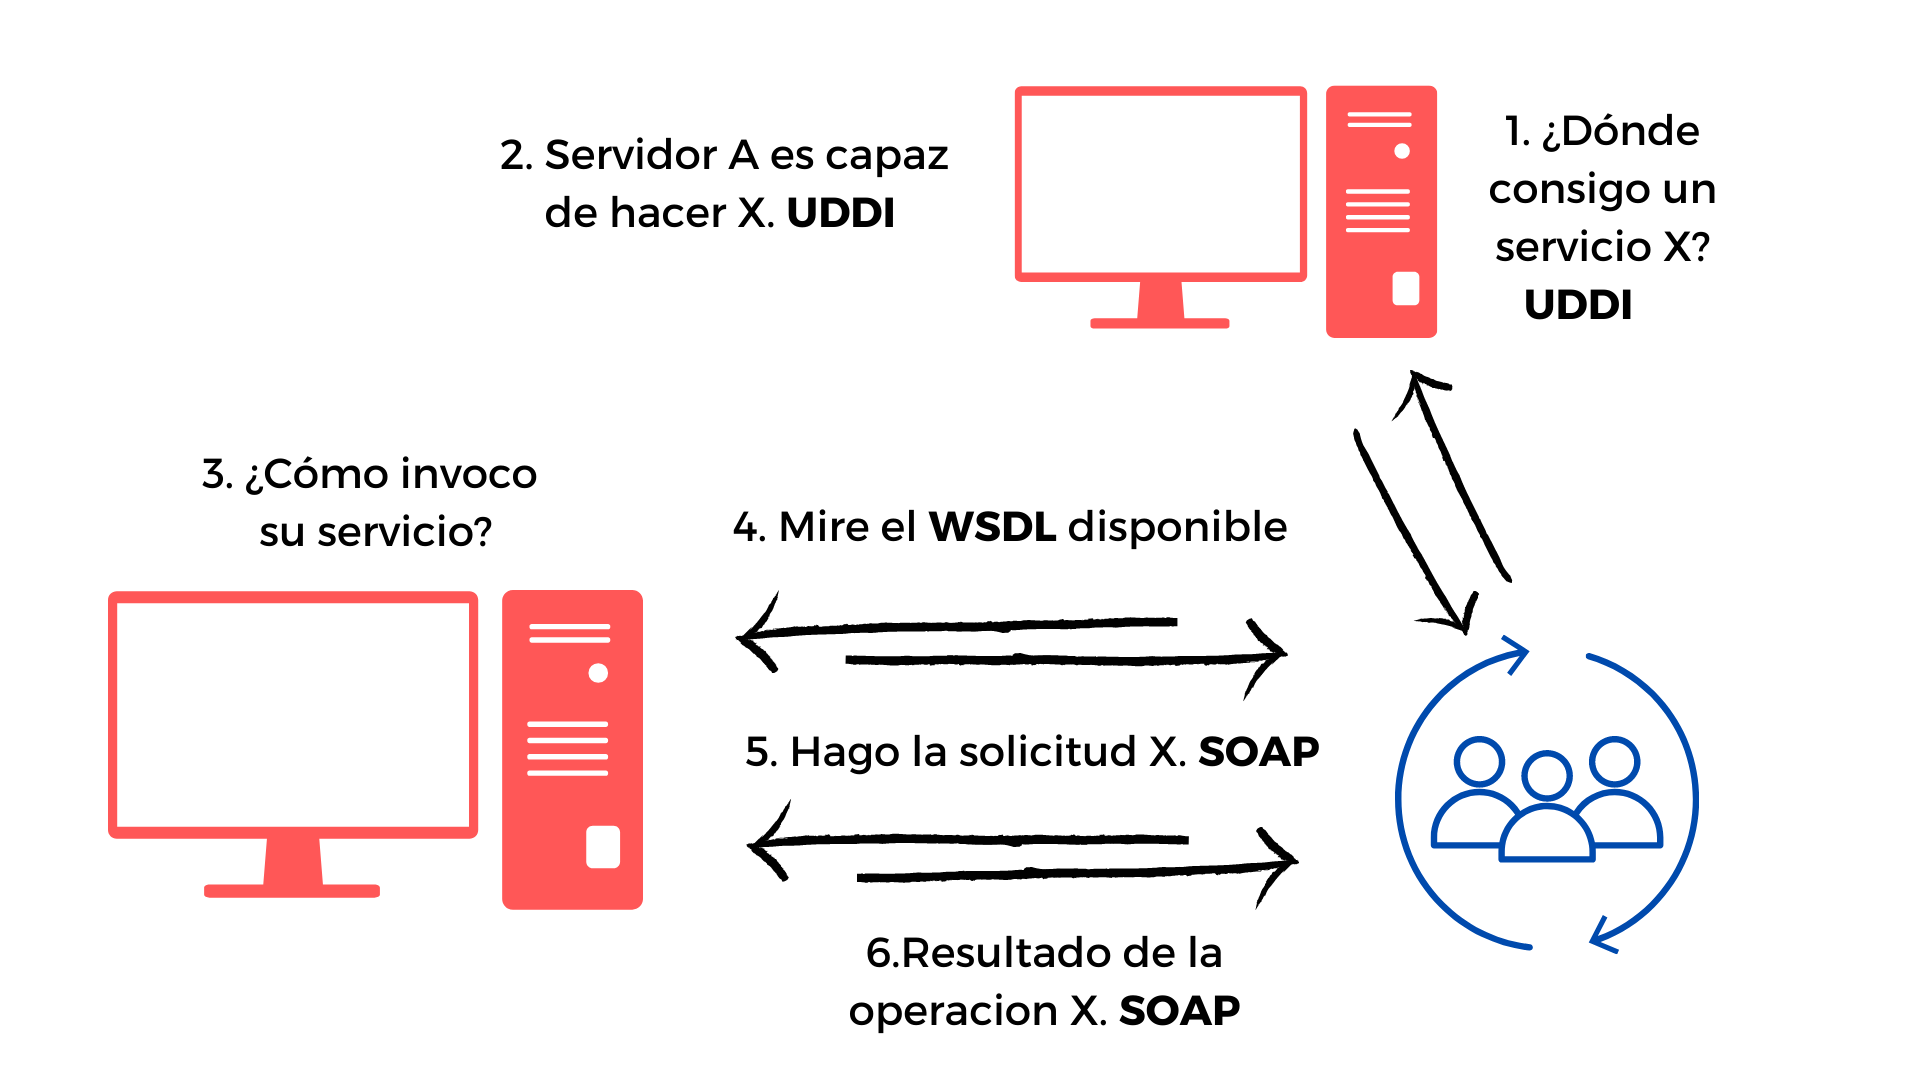 1. ¿Dónde
consigo un
servicio X?
UDDI
2. Servidor A es capaz
de hacer X. UDDI
3. ¿Cómo invoco
su servicio?
4. Mire el WSDL disponible
5. Hago la solicitud X. SOAP
6.Resultado de la
operacion X. SOAP